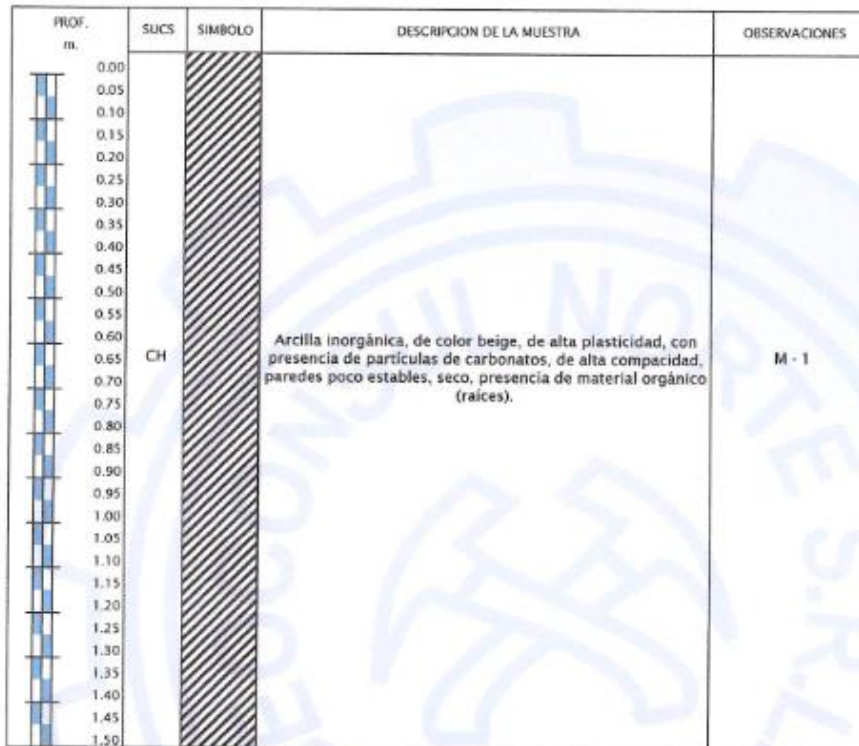 PROF.
m.
SUCS
SIMBOLO
DESCRIPCION DE LA MUESTRA
OBSERVACIONES
0.00
0.05
0.10
0.15
0.20
0.25
0.30
0.35
0.40
0.45
0.50
0.55
0.60
0.65
0.70
0.75
0.80
0.85
0.90
0.95
1.00
1.05
1.10
1.15
1.20
1.25
1.30
1.35
1.40
1.45
1.50
CH
Arcilla inorgánica, de color beige, de alta plasticidad, con
presencia de partículas de carbonatos, de alta compacidad,
paredes poco estables, seco, presencia de material orgánico
(raíces).
M - 1
NORTE S.R.L.